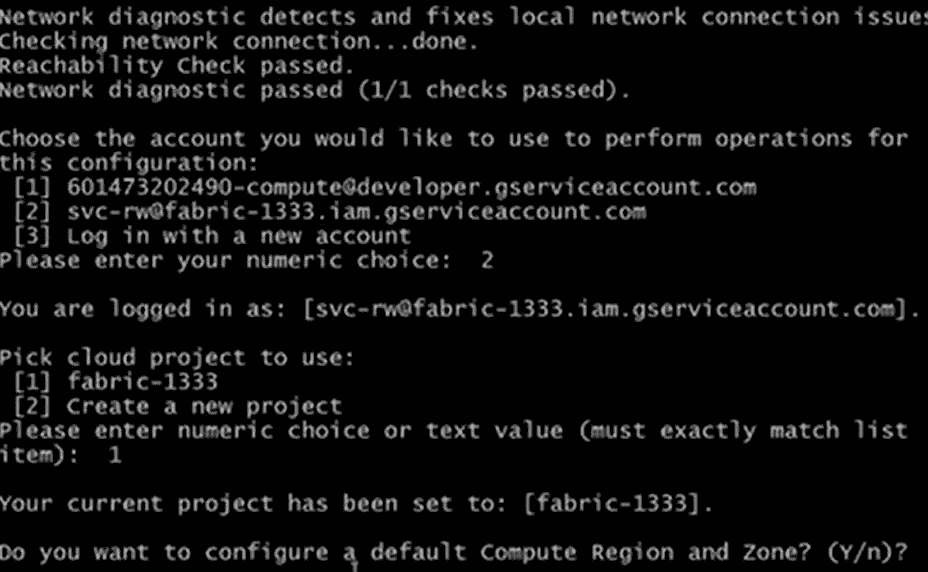 Network diagnostic detects and fixes local network connection issues
Checking network connection...done.
Reachability Check passed.
Network diagnostic passed (1/1 checks passed).
Choose the account you would like to use to perform operations for
this configuration:
[1] 601473202490-compute@developer.gserviceaccount.com
[2] svc-rw@fabric-1333.iam.gserviceaccount.com
[3] Log in with a new account
Please enter your numeric choice:  2
You are logged in as: [svc-rw@fabric-1333.iam.gserviceaccount.com].
Pick cloud project to use:
[1] fabric-1333
[2] Create a new project
Please enter numeric choice or text value (must exactly match list
item):  1
Your current project has been set to: [fabric-1333].
Do you want to configure a default Compute Region and Zone? (Y/n)?